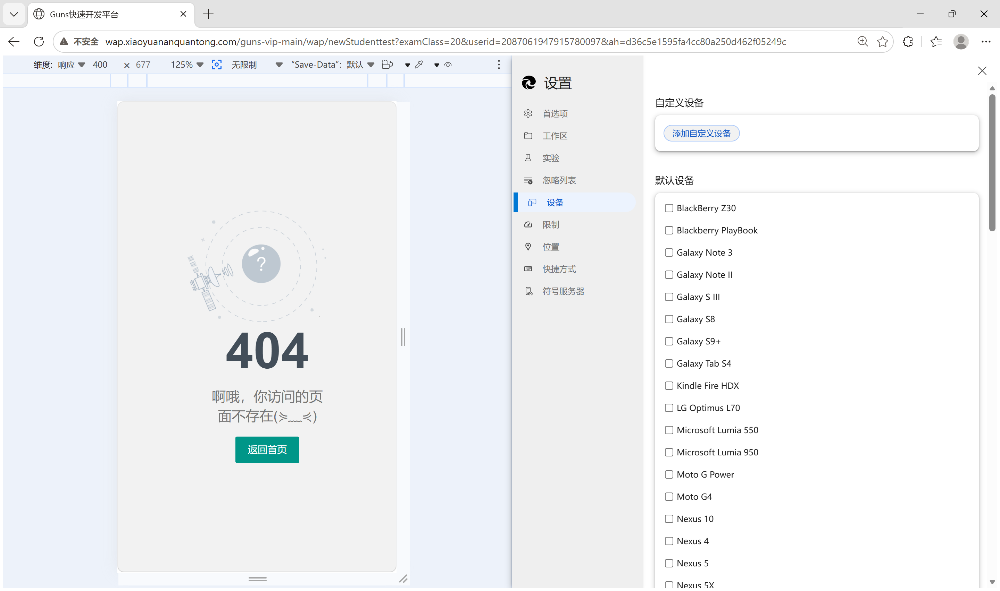 Guns快速开发平台
不安全 wap.xiaoyuananquantong.com/guns-vip-main/wap/newStudenttest?examClass=20&userid=2087061947915780097&ah=d36c5e1595fa4cc80a250d462f05249c
维度: 响应 400 × 677 125% 无限制 “Save-Data”: 默认
?
404
啊哦，你访问的页
面不存在(⋟﹏⋞)
返回首页
设置
首选项
工作区
实验
忽略列表
设备
限制
位置
快捷方式
符号服务器
自定义设备
添加自定义设备
默认设备
BlackBerry Z30
Blackberry PlayBook
Galaxy Note 3
Galaxy Note II
Galaxy S III
Galaxy S8
Galaxy S9+
Galaxy Tab S4
Kindle Fire HDX
LG Optimus L70
Microsoft Lumia 550
Microsoft Lumia 950
Moto G Power
Moto G4
Nexus 10
Nexus 4
Nexus 5
Nexus 5X